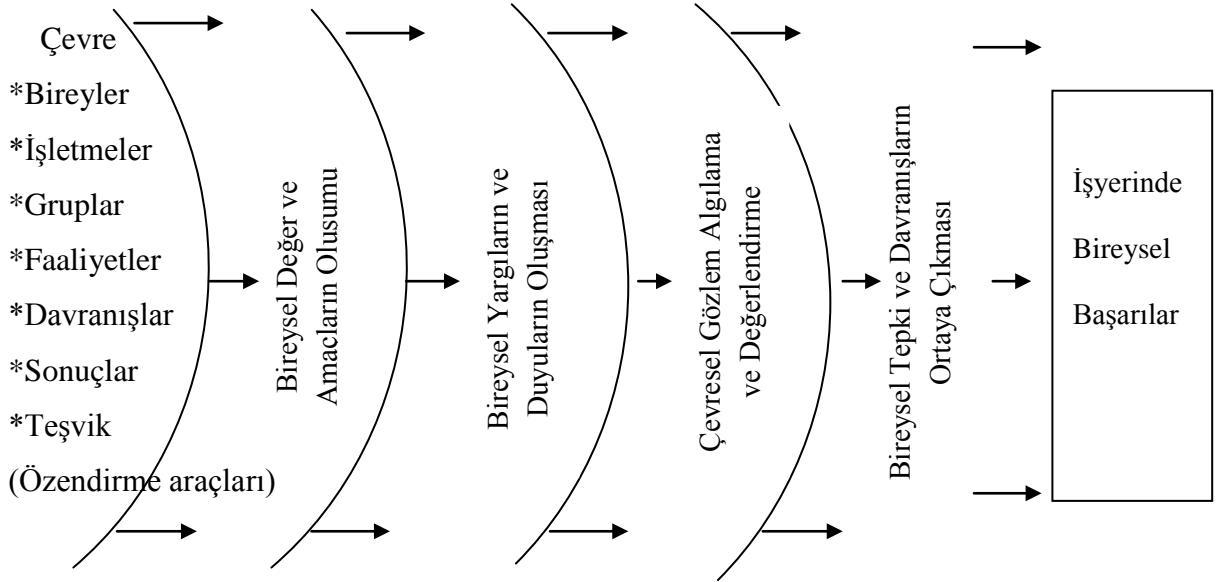 Çevre
*Bireyler
*İşletmeler
*Gruplar
*Faaliyetler
*Davranışlar
*Sonuçlar
*Teşvik
(Özendirme araçları)
Bireysel Değer ve
Amaçların Olusumu
Bireysel Yargıların ve
Duyuların Oluşması
Çevresel Gözlem Algılama
ve Değerlendirme
Bireysel Tepki ve Davranışların
Ortaya Çıkması
İşyerinde
Bireysel
Başarılar